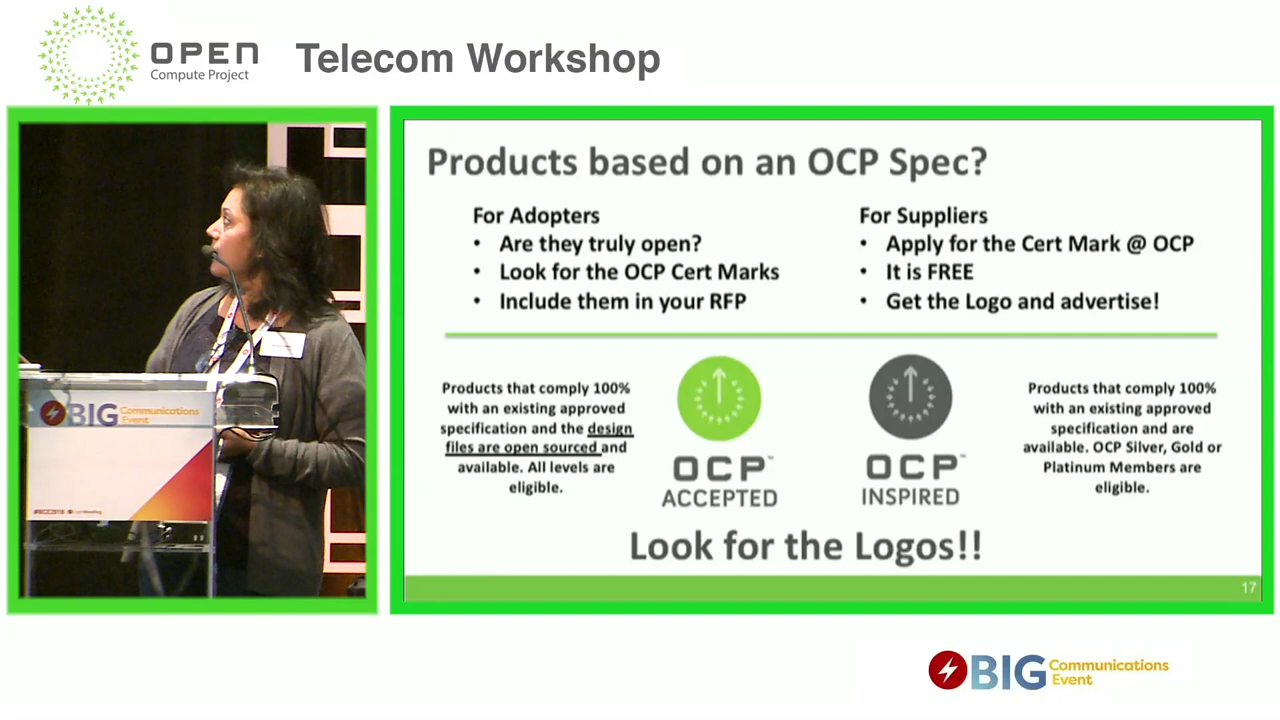 OPEN
Compute Project
Telecom Workshop
Products based on an OCP Spec?
For Adopters
• Are they truly open?
• Look for the OCP Cert Marks
• Include them in your RFP
For Suppliers
• Apply for the Cert Mark @ OCP
• It is FREE
• Get the Logo and advertise!
Products that comply 100%
with an existing approved
specification and the design
files are open sourced and
available. All levels are
eligible.
OCP™
ACCEPTED
OCP™
INSPIRED
Products that comply 100%
with an existing approved
specification and are
available. OCP Silver, Gold or
Platinum Members are
eligible.
Look for the Logos!!
17
BIG Communications
Event
BIG Communications
Event